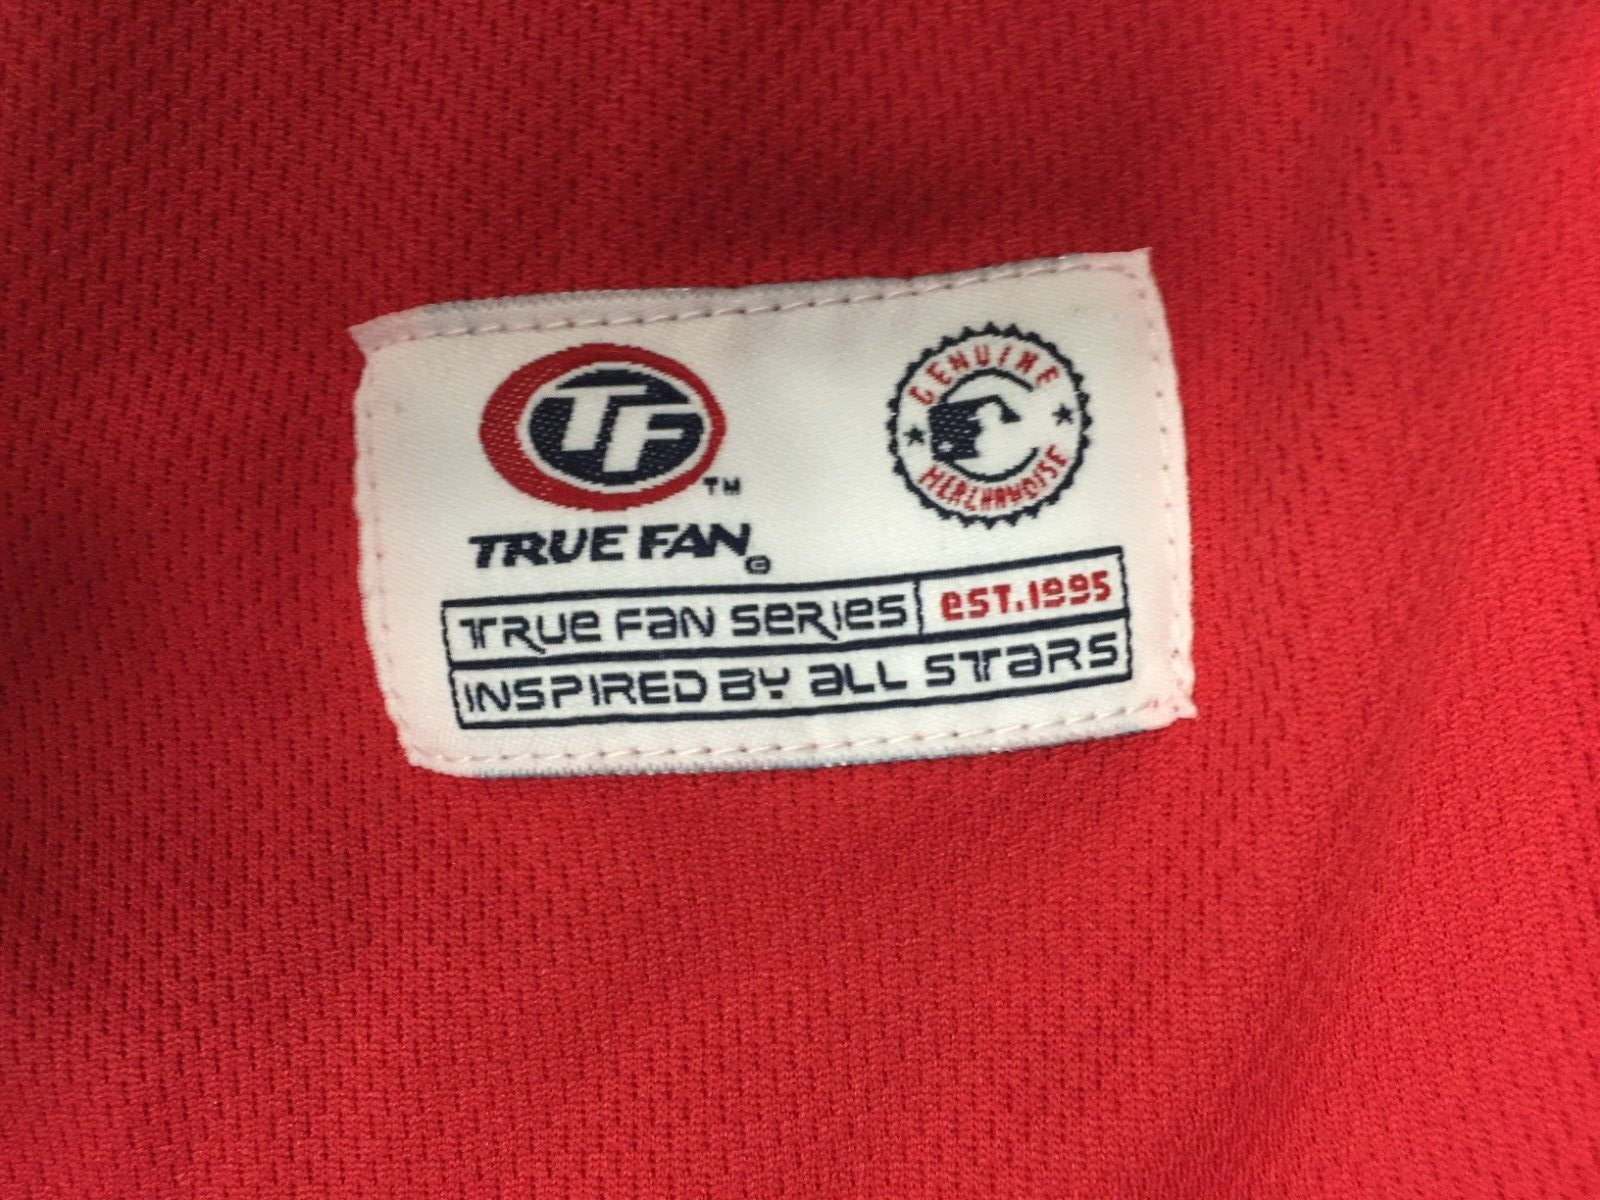 TF
TM
TRUE FAN
©
GENUINE
MERCHANDISE
TRUE FAN SERIES EST.1995
INSPIRED BY ALL STARS